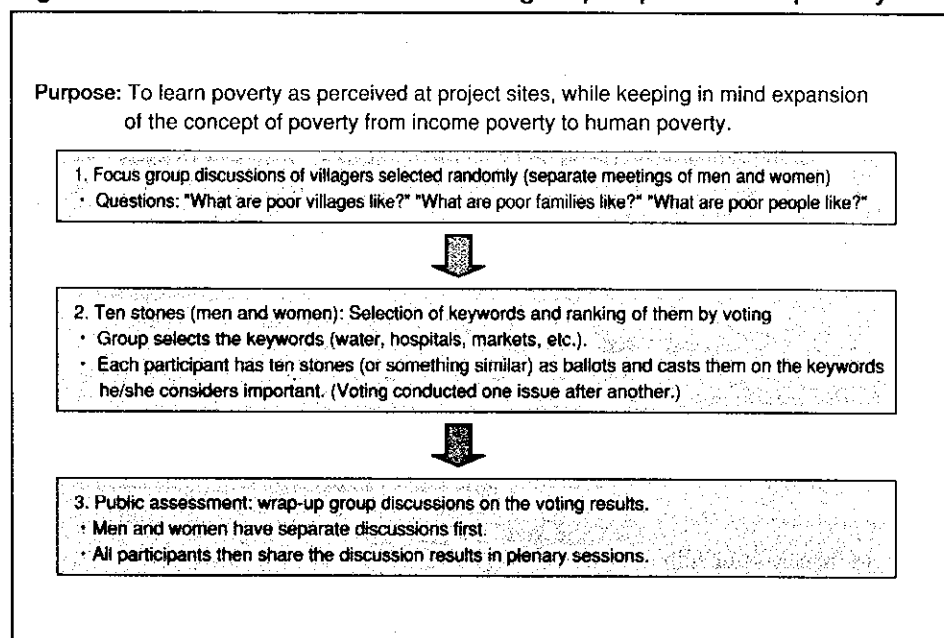 Purpose: To learn poverty as perceived at project sites, while keeping in mind expansion
of the concept of poverty from income poverty to human poverty.
1. Focus group discussions of villagers selected randomly (separate meetings of men and women)
· Questions: "What are poor villages like?" "What are poor families like?" "What are poor people like?"
2. Ten stones (men and women): Selection of keywords and ranking of them by voting
· Group selects the keywords (water, hospitals, markets, etc.).
· Each participant has ten stones (or something similar) as ballots and casts them on the keywords
he/she considers important. (Voting conducted one issue after another.)
3. Public assessment: wrap-up group discussions on the voting results.
· Men and women have separate discussions first.
· All participants then share the discussion results in plenary sessions.